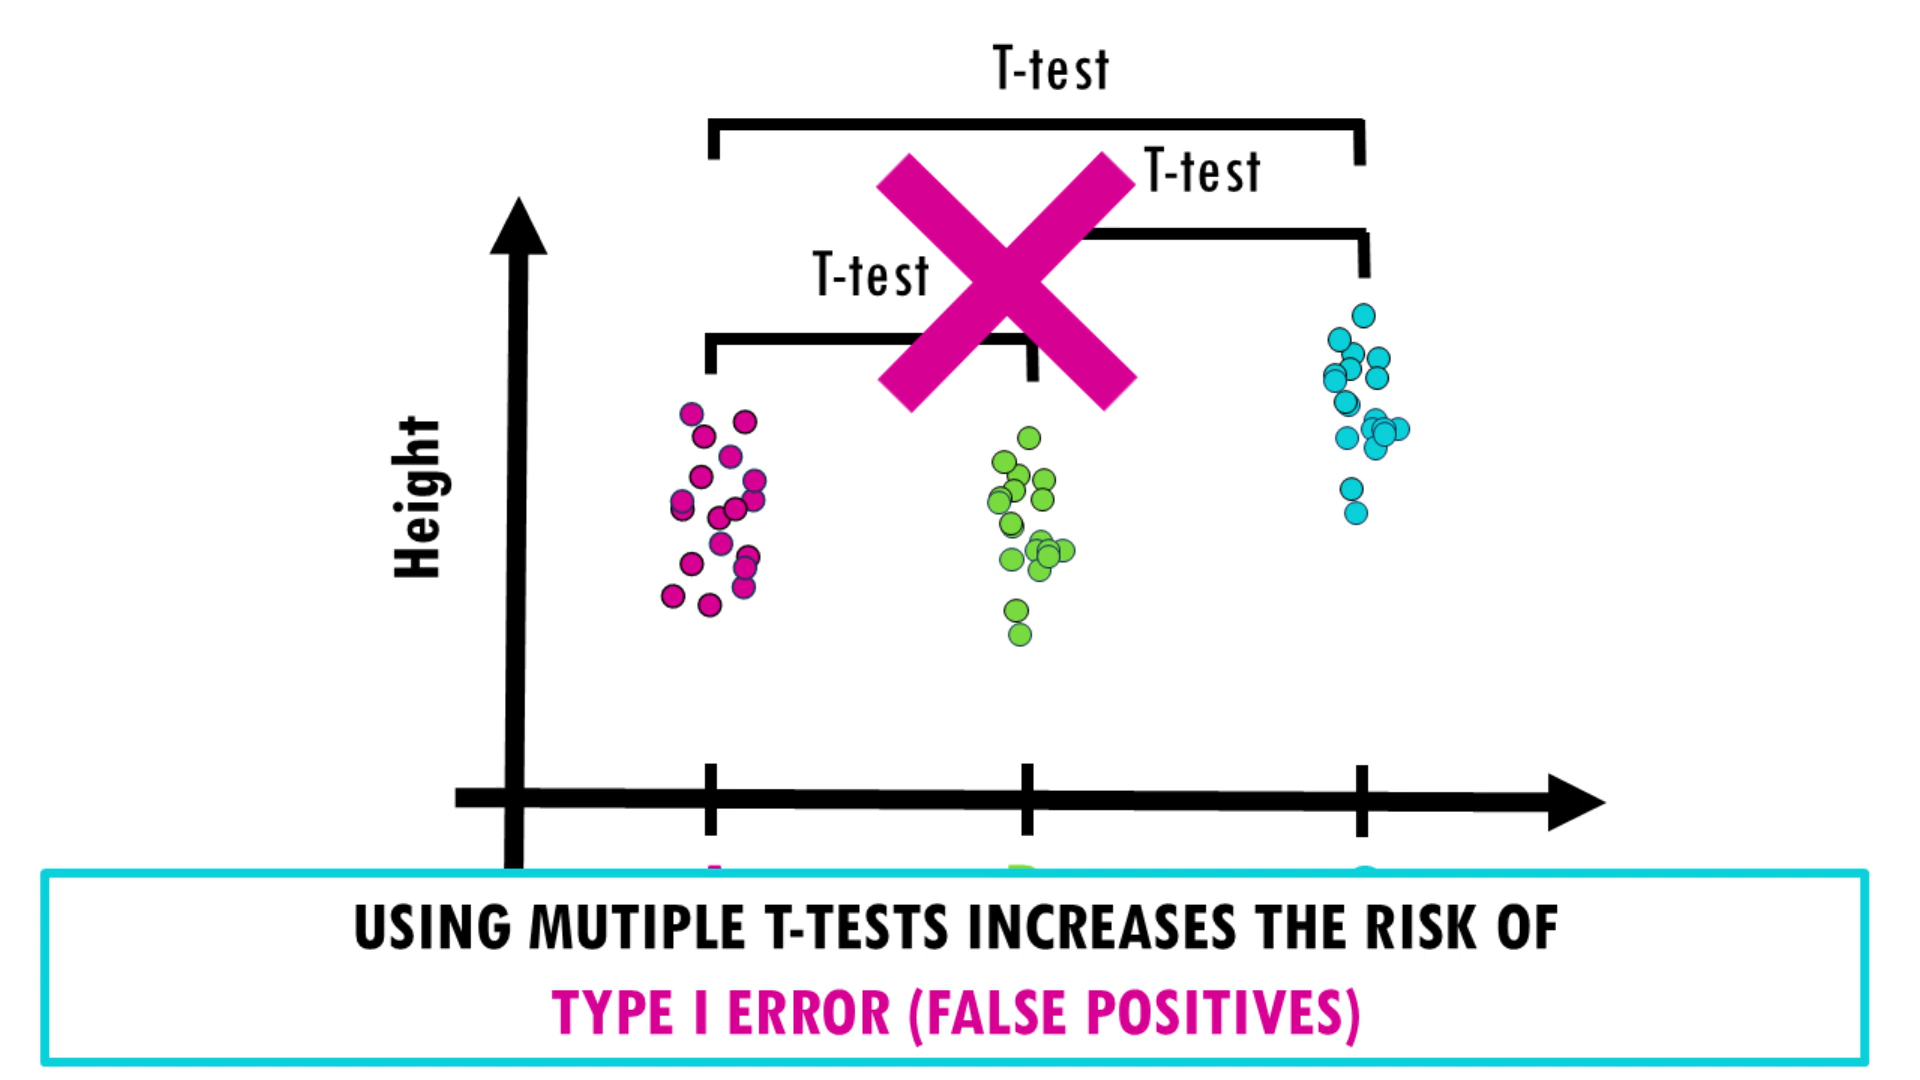 T-test
T-test
T-test
Height
USING MUTIPLE T-TESTS INCREASES THE RISK OF
TYPE I ERROR (FALSE POSITIVES)